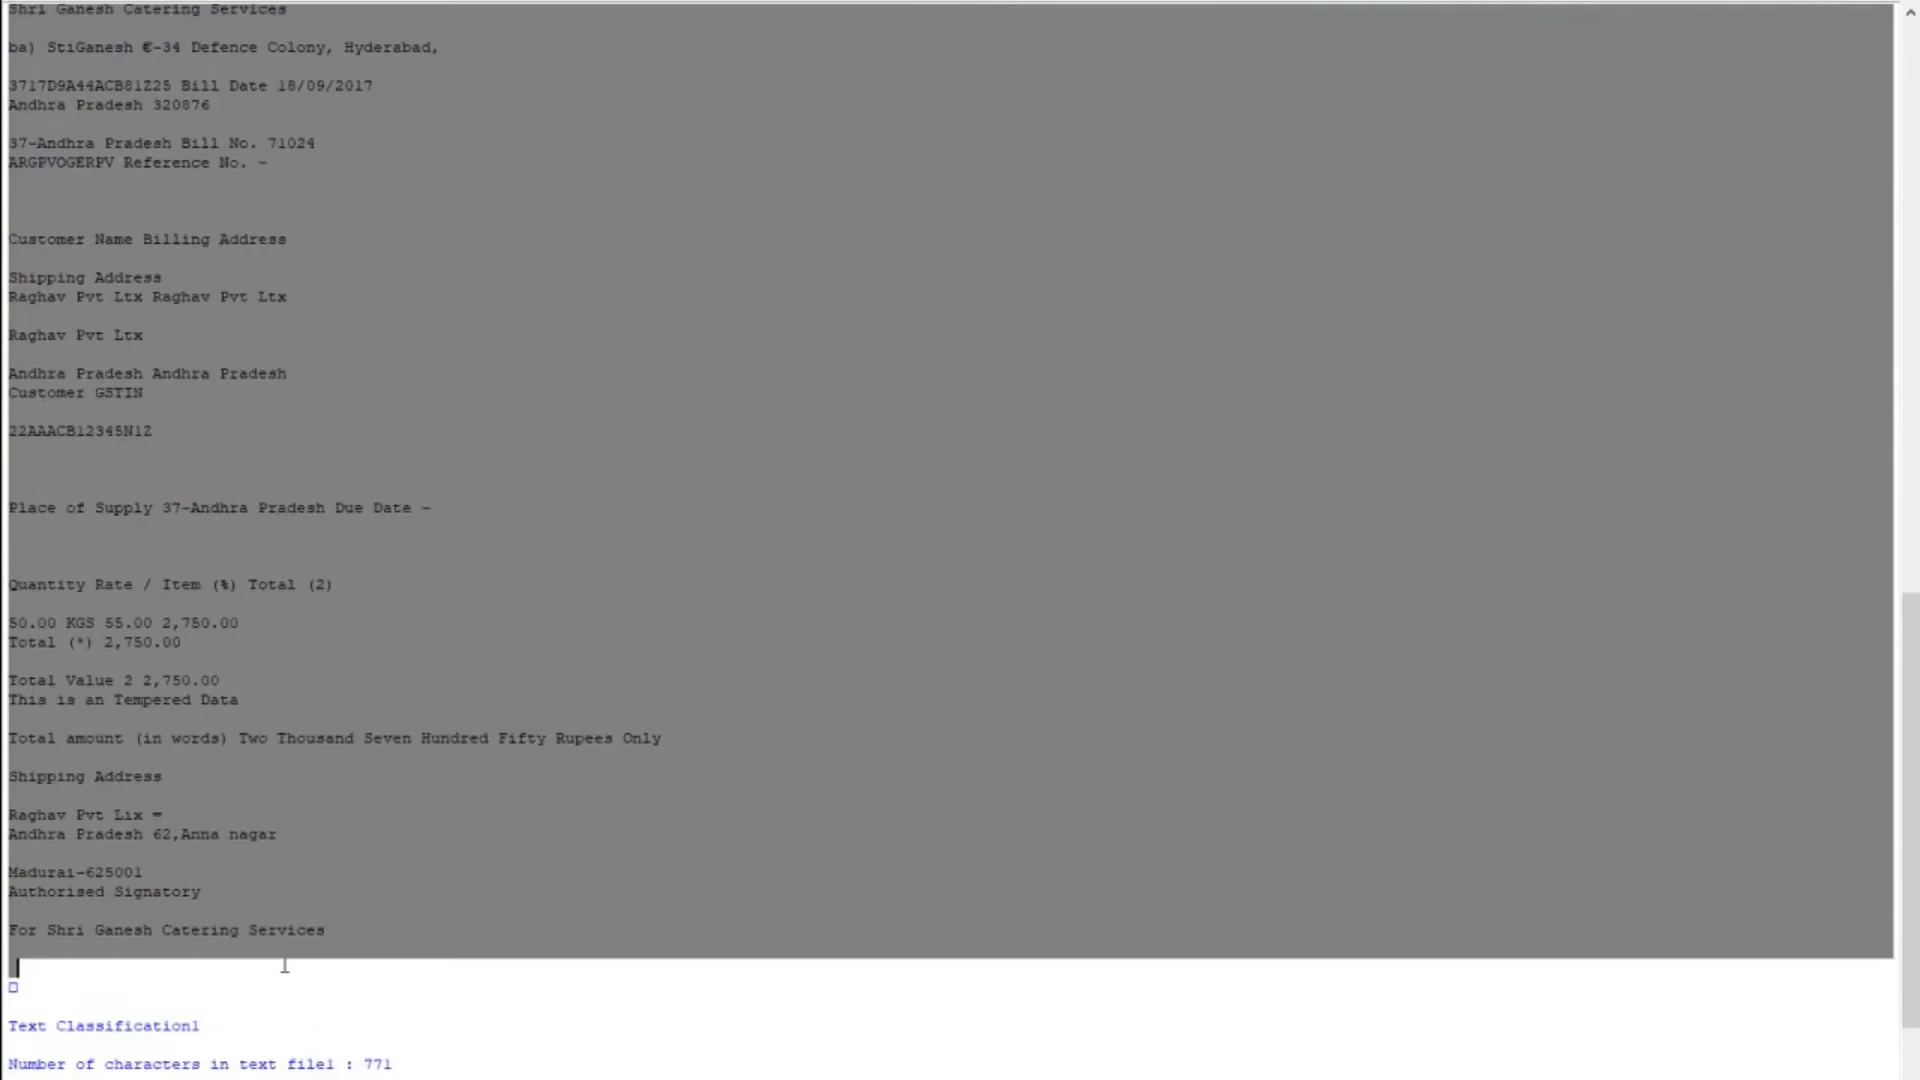 Shri Ganesh Catering Services
ba) StiGanesh €-34 Defence Colony, Hyderabad,
3717D9A44ACB81Z25 Bill Date 18/09/2017
Andhra Pradesh 320876
37-Andhra Pradesh Bill No. 71024
ARGPVOGERPV Reference No. -
Customer Name Billing Address
Shipping Address
Raghav Pvt Ltx Raghav Pvt Ltx
Raghav Pvt Ltx
Andhra Pradesh Andhra Pradesh
Customer GSTIN
22AAACB12345N1Z
Place of Supply 37-Andhra Pradesh Due Date -
Quantity Rate / Item (%) Total (2)
50.00 KGS 55.00 2,750.00
Total (*) 2,750.00
Total Value 2 2,750.00
This is an Tempered Data
Total amount (in words) Two Thousand Seven Hundred Fifty Rupees Only
Shipping Address
Raghav Pvt Lix =
Andhra Pradesh 62,Anna nagar
Madurai-625001
Authorised Signatory
For Shri Ganesh Catering Services
Text Classification1
Number of characters in text file1 : 771